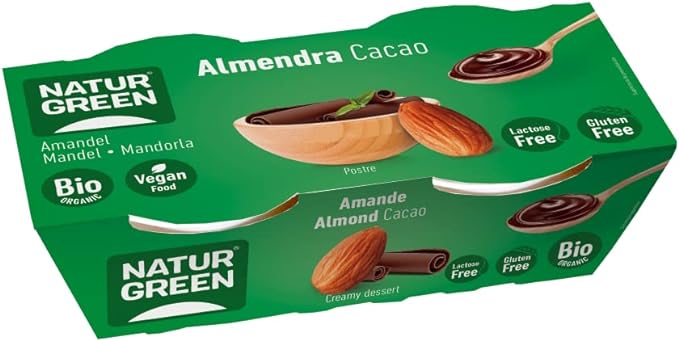 NATUR
GREEN
Almendra Cacao
Amandel
Mandel • Mandorla
Bio
ORGANIC
Vegan
Food
Postre
Lactose
Free
Gluten
Free
NATUR
GREEN
Amande
Almond Cacao
Creamy dessert
Lactose
Free
Gluten
Free
Bio
ORGANIC